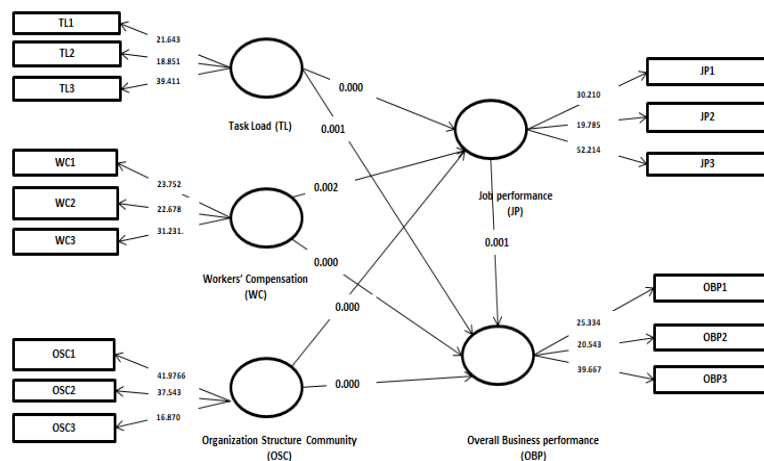 TL1
21.643
TL2
18.851
TL3
39.411
Task Load (TL)
0.000
0.001
WC1
23.752
WC2
22.678
WC3
31.231.
Workers' Compensation
(WC)
0.002
0.000
0.000
OSC1
41.9766
OSC2
37.543
OSC3
16.870
Organization Structure Community
(OSC)
0.000
JP1
30.210
JP2
19.785
JP3
52.214
Job performance
(JP)
0.001
OBP1
25.334
OBP2
20.543
OBP3
39.667
Overall Business performance
(OBP)